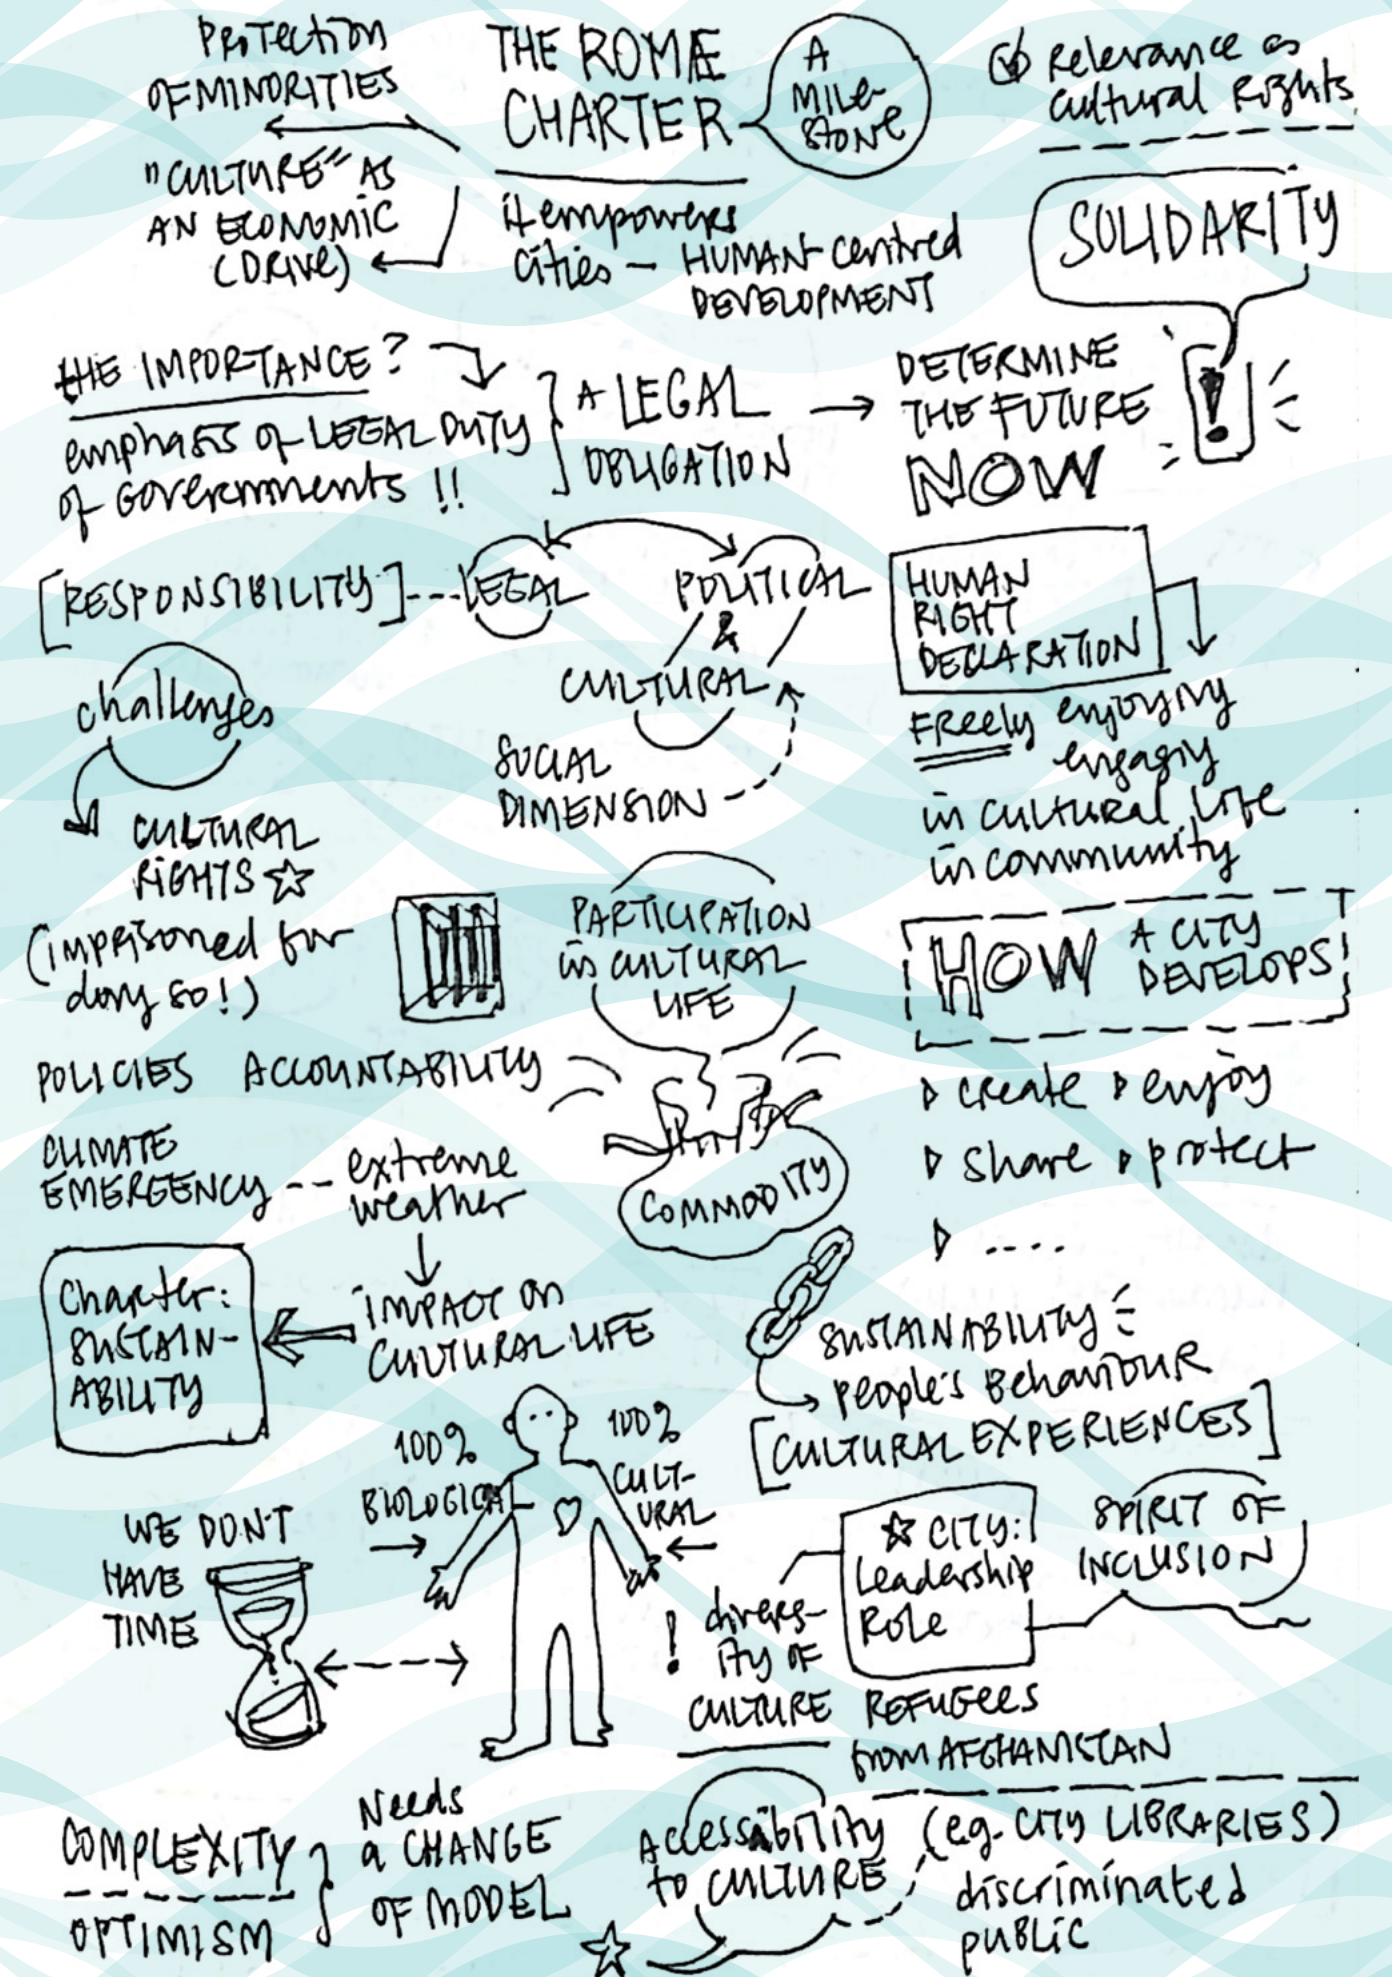 PROTECTION
OF MINORITIES
"CULTURE" AS
AN ECONOMIC
(DRIVE)
THE ROME
CHARTER
A
MILE-
STONE
it empowers
cities – HUMAN-centred
DEVELOPMENT
Relevance as
cultural Rights
SOLIDARITY
!
THE IMPORTANCE?
emphasis of LEGAL DUTY
of Governments !!
A LEGAL
OBLIGATION
DETERMINE
THE FUTURE
NOW
[RESPONSIBILITY]---LEGAL
POLITICAL
&
CULTURAL
SOCIAL
DIMENSION
HUMAN
RIGHT
DECLARATION
FREELY enjoying
engaging
in cultural life
in community
challenges
CULTURAL
RIGHTS
(imprisoned for
doing so!)
PARTICIPATION
in CULTURAL
LIFE
COMMODITY
HOW A CITY
DEVELOPS
create enjoy
share protect
....
POLICIES ACCOUNTABILITY
CLIMATE
EMERGENCY -- extreme
weather
IMPACT on
CULTURAL LIFE
Charter:
SUSTAIN-
ABILITY
SUSTAINABILITY
People's Behaviour
[CULTURAL EXPERIENCES]
100%
BIOLOGICAL
100%
CULT-
URAL
WE DON'T
HAVE
TIME
CITY:
Leadership
Role
SPIRIT OF
INCLUSION
! divers-
ity of
CULTURE
REFUGEES
from AFGHANISTAN
COMPLEXITY
OPTIMISM
Needs
a CHANGE
OF MODEL
Accessibility
to CULTURE
(e.g. CITY LIBRARIES)
discriminated
public